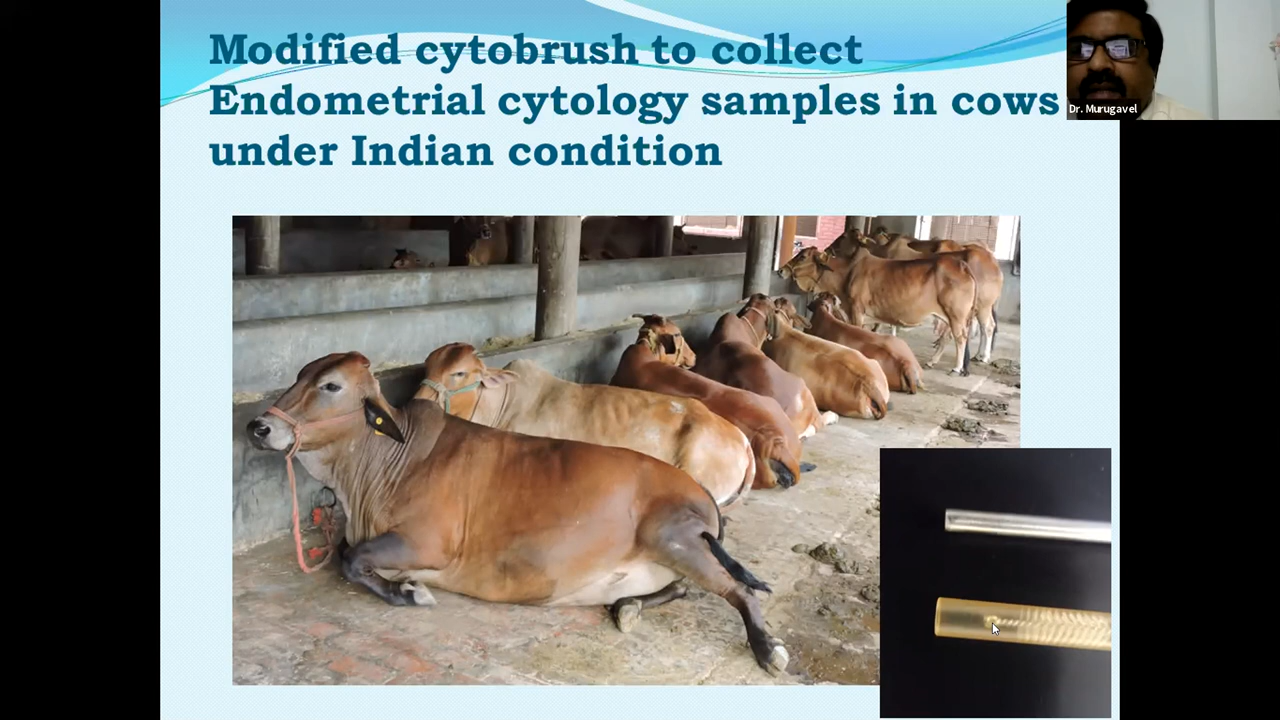 Modified cytobrush to collect
Endometrial cytology samples in cows
under Indian condition
Dr. Murugavel